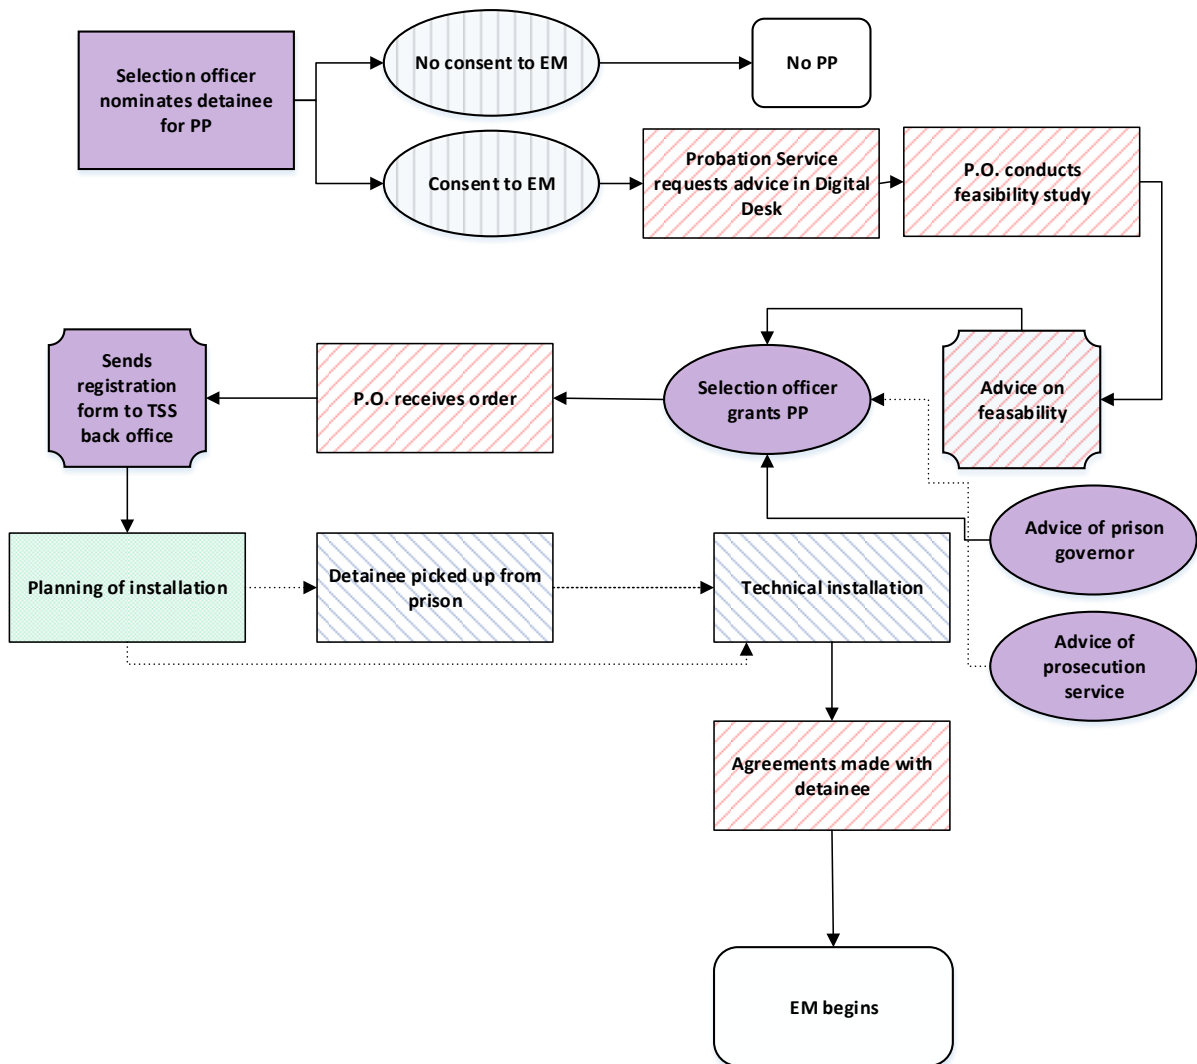 Selection officer
nominates detainee
for PP
No consent to EM
No PP
Consent to EM
Probation Service
requests advice in Digital
Desk
P.O. conducts
feasibility study
Sends
registration
form to TSS
back office
P.O. receives order
Selection officer
grants PP
Advice on
feasability
Advice of prison
governor
Planning of installation
Detainee picked up from
prison
Technical installation
Advice of
prosecution
service
Agreements made with
detainee
EM begins